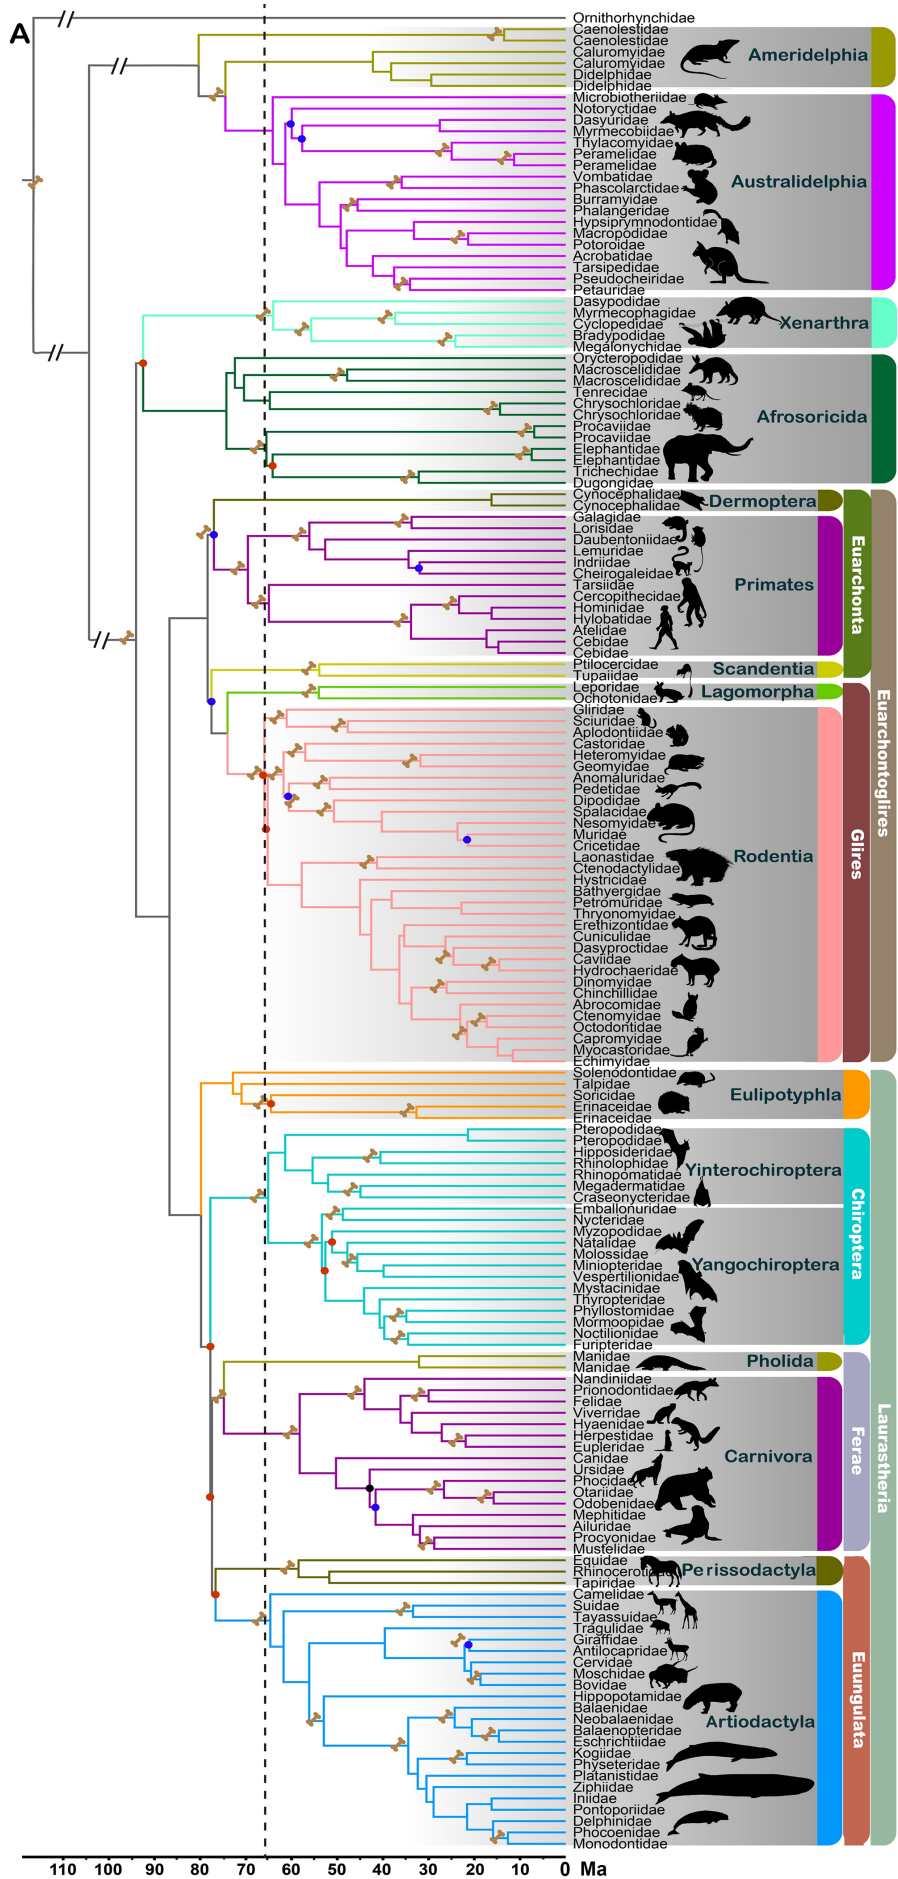 A
Ornithorhynchidae
Caenolestidae
Caenolestidae
Caluromyidae
Caluromyidae
Didelphidae
Didelphidae
Ameridelphia
Microbiotheriidae
Notoryctidae
Dasyuridae
Myrmecobiidae
Thylacomyidae
Peramelidae
Peramelidae
Vombatidae
Phascolarctidae
Burramyidae
Phalangeridae
Hypsiprymnodontidae
Macropodidae
Potoroidae
Acrobatidae
Tarsipedidae
Pseudocheiridae
Petauridae
Australidelphia
Dasypodidae
Myrmecophagidae
Cyclopedidae
Bradypodidae
Megalonychidae
Xenarthra
Orycteropodidae
Macroscelididae
Macroscelididae
Tenrecidae
Chrysochloridae
Chrysochloridae
Procaviidae
Procaviidae
Elephantidae
Elephantidae
Trichechidae
Dugongidae
Afrosoricida
Cynocephalidae
Cynocephalidae
Dermoptera
Galagidae
Lorisidae
Daubentoniidae
Lemuridae
Indriidae
Cheirogaleidae
Tarsiidae
Cercopithecidae
Hominidae
Hylobatidae
Atelidae
Cebidae
Cebidae
Primates
Ptilocercidae
Tupaiidae
Scandentia
Euarchonta
Leporidae
Ochotonidae
Lagomorpha
Gliridae
Sciuridae
Aplodontiidae
Castoridae
Heteromyidae
Geomyidae
Anomaluridae
Pedetidae
Dipodidae
Spalacidae
Nesomyidae
Muridae
Cricetidae
Laonastidae
Ctenodactylidae
Hystricidae
Bathyergidae
Petromuridae
Thryonomyidae
Erethizontidae
Cuniculidae
Dasyproctidae
Caviidae
Hydrochaeridae
Dinomyidae
Chinchillidae
Abrocomidae
Ctenomyidae
Octodontidae
Capromyidae
Myocastoridae
Echimyidae
Rodentia
Glires
Euarchontoglires
Solenodontidae
Talpidae
Soricidae
Erinaceidae
Erinaceidae
Eulipotyphla
Pteropodidae
Pteropodidae
Hipposideridae
Rhinolophidae
Rhinopomatidae
Megadermatidae
Craseonycteridae
Yinterochiroptera
Emballonuridae
Nycteridae
Myzopodidae
Natalidae
Molossidae
Miniopteridae
Vespertilionidae
Mystacinidae
Thyropteridae
Phyllostomidae
Mormoopidae
Noctilionidae
Furipteridae
Yangochiroptera
Chiroptera
Manidae
Manidae
Pholida
Nandiniidae
Prionodontidae
Felidae
Viverridae
Hyaenidae
Herpestidae
Eupleridae
Canidae
Ursidae
Phocidae
Otariidae
Odobenidae
Mephitidae
Ailuridae
Procyonidae
Mustelidae
Carnivora
Ferae
Equidae
Tapiridae
Perissodactyla
Camelidae
Suidae
Tayassuidae
Tragulidae
Giraffidae
Antilocapridae
Cervidae
Moschidae
Bovidae
Hippopotamidae
Balaenidae
Neobalaenidae
Balaenopteridae
Eschrichtiidae
Kogiidae
Physeteridae
Platanistidae
Ziphiidae
Iniidae
Pontoporiidae
Delphinidae
Phocoenidae
Monodontidae
Artiodactyla
Euungulata
Laurastheria
110 100 90 80 70 60 50 40 30 20 10 0 Ma